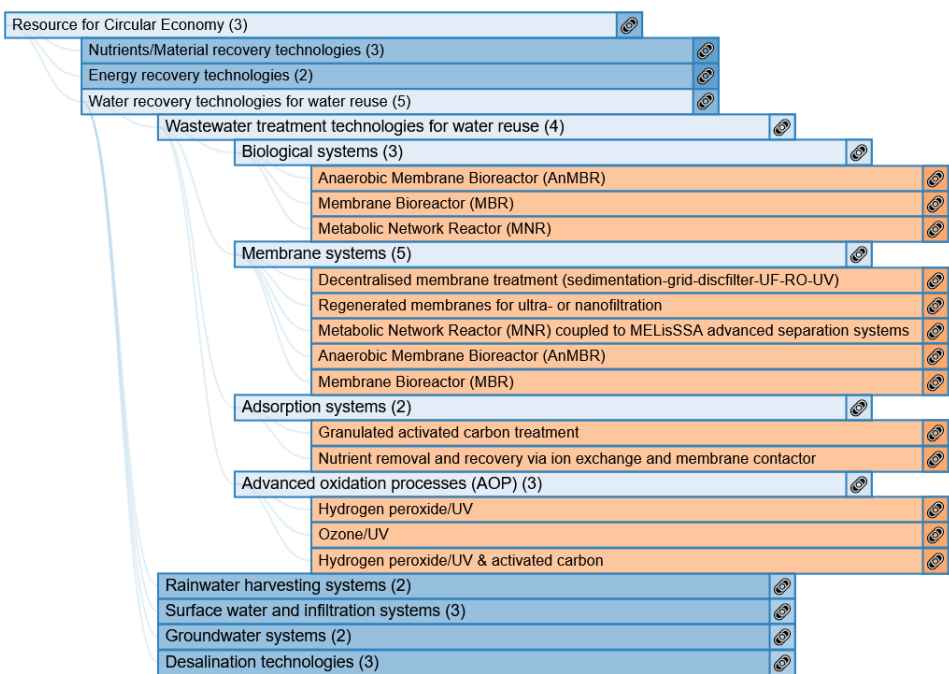 Resource for Circular Economy (3)
Nutrients/Material recovery technologies (3)
Energy recovery technologies (2)
Water recovery technologies for water reuse (5)
Wastewater treatment technologies for water reuse (4)
Biological systems (3)
Anaerobic Membrane Bioreactor (AnMBR)
Membrane Bioreactor (MBR)
Metabolic Network Reactor (MNR)
Membrane systems (5)
Decentralised membrane treatment (sedimentation-grid-discfilter-UF-RO-UV)
Regenerated membranes for ultra- or nanofiltration
Metabolic Network Reactor (MNR) coupled to MELisSSA advanced separation systems
Anaerobic Membrane Bioreactor (AnMBR)
Membrane Bioreactor (MBR)
Adsorption systems (2)
Granulated activated carbon treatment
Nutrient removal and recovery via ion exchange and membrane contactor
Advanced oxidation processes (AOP) (3)
Hydrogen peroxide/UV
Ozone/UV
Hydrogen peroxide/UV & activated carbon
Rainwater harvesting systems (2)
Surface water and infiltration systems (3)
Groundwater systems (2)
Desalination technologies (3)